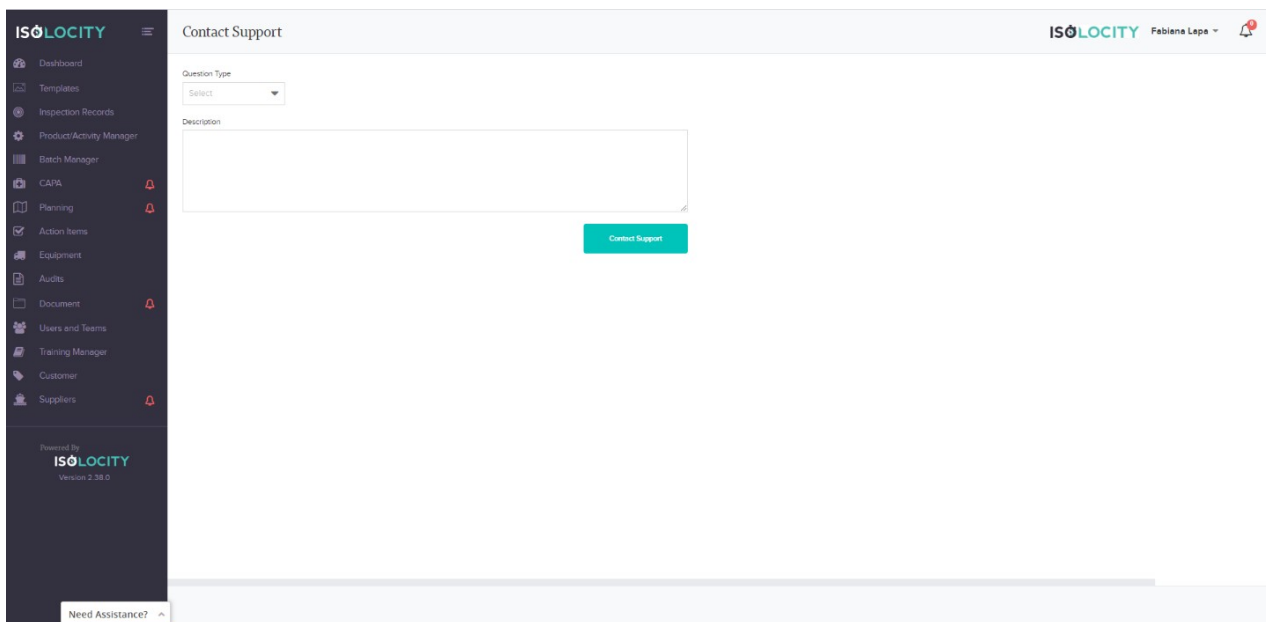 ISOLOCITY
Contact Support
ISOLOCITY Fabiana Lapa
Dashboard
Templates
Inspection Records
Product/Activity Manager
Batch Manager
CAPA
Planning
Action Items
Equipment
Audits
Document
Users and Teams
Training Manager
Customer
Suppliers
Powered By
ISOLOCITY
Version 2.38.0
Need Assistance?
Question Type
Select
Description
Contact Support